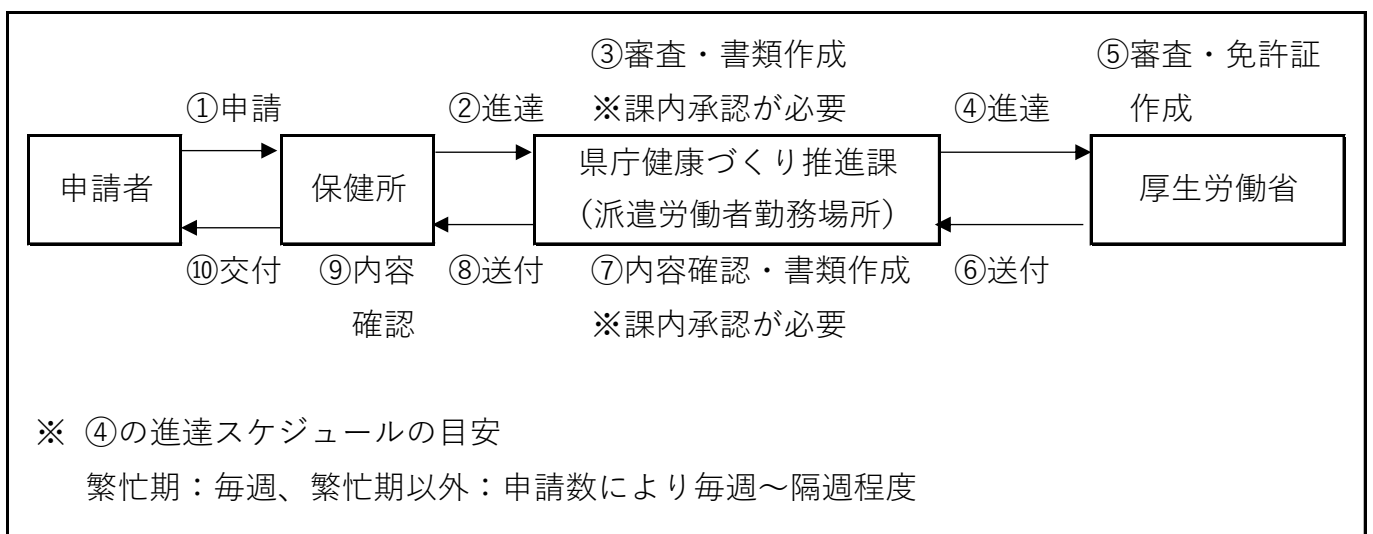 ③審査・書類作成
⑤審査・免許証
①申請
②進達
※課内承認が必要
④進達
作成
申請者
保健所
県庁健康づくり推進課
(派遣労働者勤務場所)
厚生労働省
⑩交付
⑨内容
⑧送付
⑦内容確認・書類作成
⑥送付
確認
※課内承認が必要
※ ④の進達スケジュールの目安
繁忙期：毎週、繁忙期以外：申請数により毎週～隔週程度